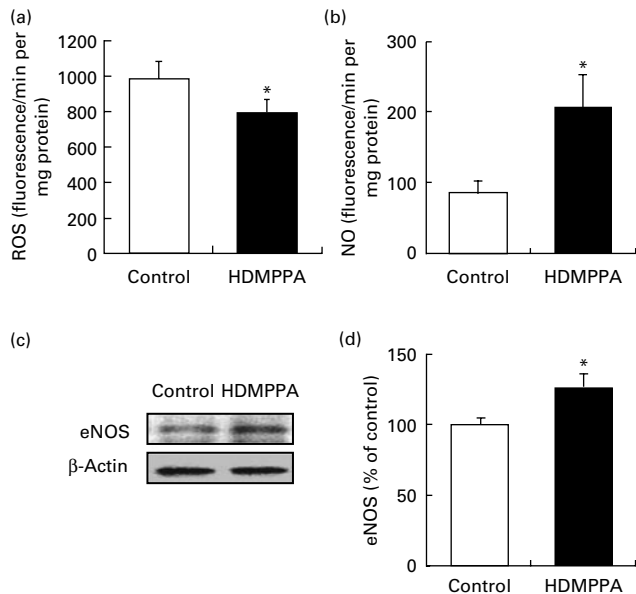 (a)
ROS (fluorescence/min per
mg protein)
1200
1000
800
600
400
200
0
*
Control
HDMPPA
(b)
NO (fluorescence/min per
mg protein)
300
200
100
0
*
Control
HDMPPA
(c)
Control HDMPPA
eNOS
β-Actin
(d)
eNOS (% of control)
150
100
50
0
*
Control
HDMPPA